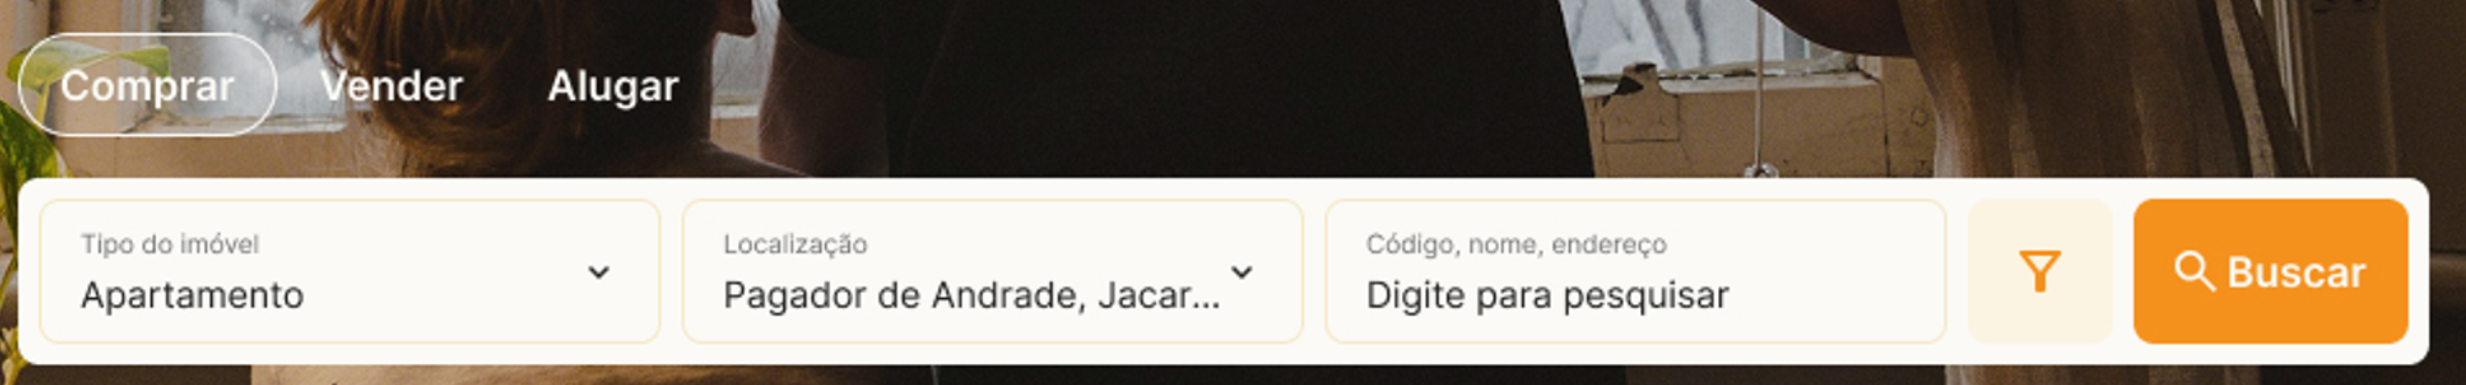 Comprar Vender Alugar
Tipo do imóvel
Apartamento
Localização
Pagador de Andrade, Jacar...
Código, nome, endereço
Digite para pesquisar
Buscar